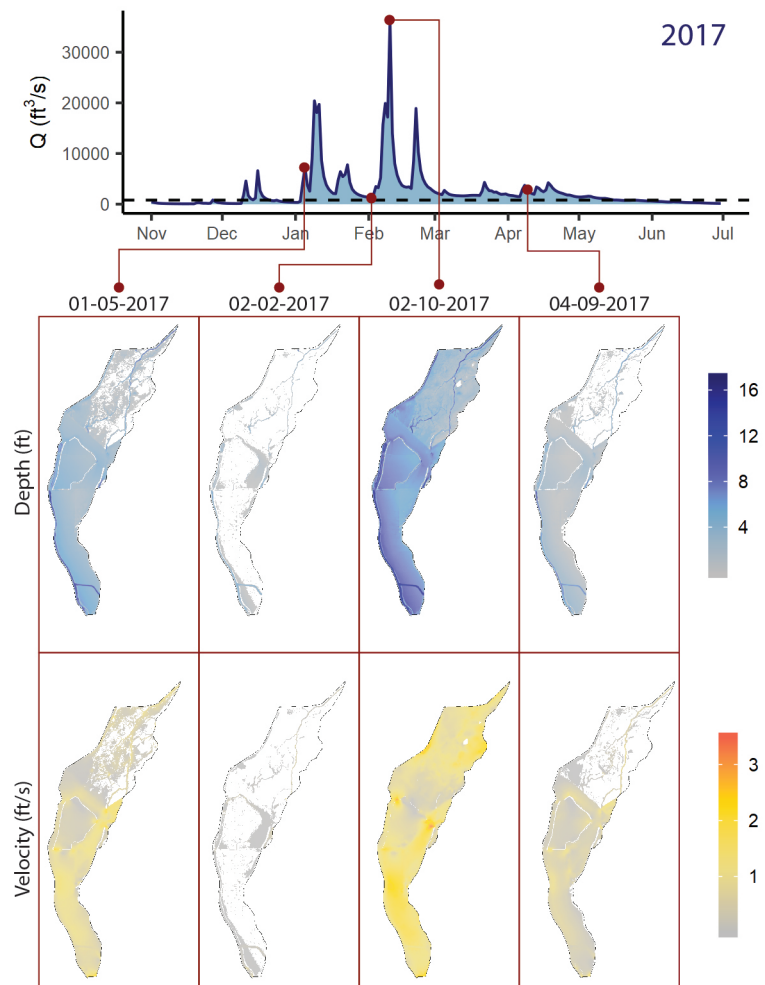 2017
Q (ft³/s)
30000
20000
10000
0
Nov Dec Jan Feb Mar Apr May Jun Jul
01-05-2017 02-02-2017 02-10-2017 04-09-2017
Depth (ft)
16
12
8
4
Velocity (ft/s)
3
2
1